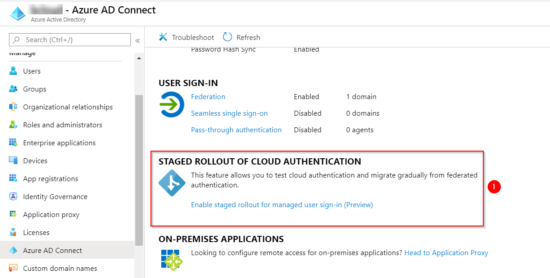 - Azure AD Connect
Azure Active Directory
Search (Ctrl+/)
«
Manage
Users
Groups
Organizational relationships
Roles and administrators
Enterprise applications
Devices
App registrations
Identity Governance
Application proxy
Licenses
Azure AD Connect
Custom domain names
Troubleshoot
Refresh
Password Hash Sync Enabled
USER SIGN-IN
Federation Enabled 1 domain
Seamless single sign-on Disabled 0 domains
Pass-through authentication Disabled 0 agents
STAGED ROLLOUT OF CLOUD AUTHENTICATION
This feature allows you to test cloud authentication and migrate gradually from federated
authentication.
Enable staged rollout for managed user sign-in (Preview)
1
ON-PREMISES APPLICATIONS
Looking to configure remote access for on-premises applications? Head to Application Proxy